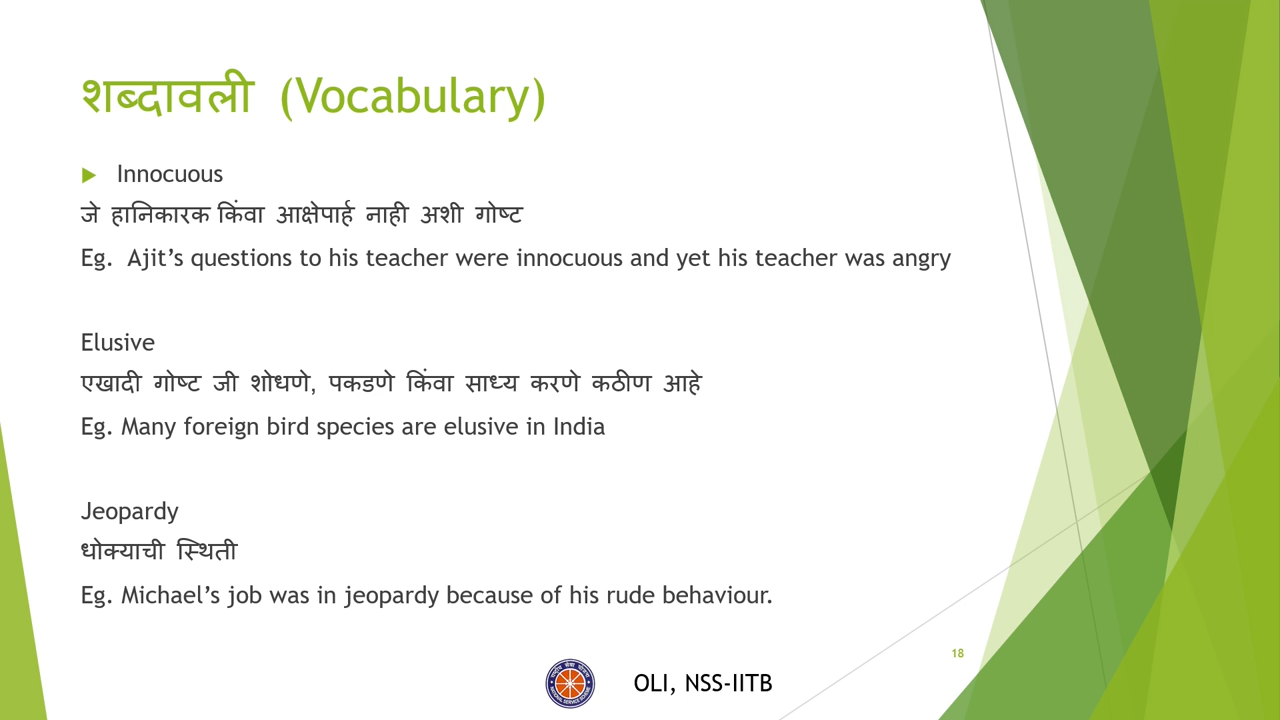 शब्दावली (Vocabulary)
Innocuous
जे हानिकारक किंवा आक्षेपार्ह नाही अशी गोष्ट
Eg. Ajit’s questions to his teacher were innocuous and yet his teacher was angry
Elusive
एखादी गोष्ट जी शोधणे, पकडणे किंवा साध्य करणे कठीण आहे
Eg. Many foreign bird species are elusive in India
Jeopardy
धोक्याची स्थिती
Eg. Michael’s job was in jeopardy because of his rude behaviour.
18
OLI, NSS-IITB